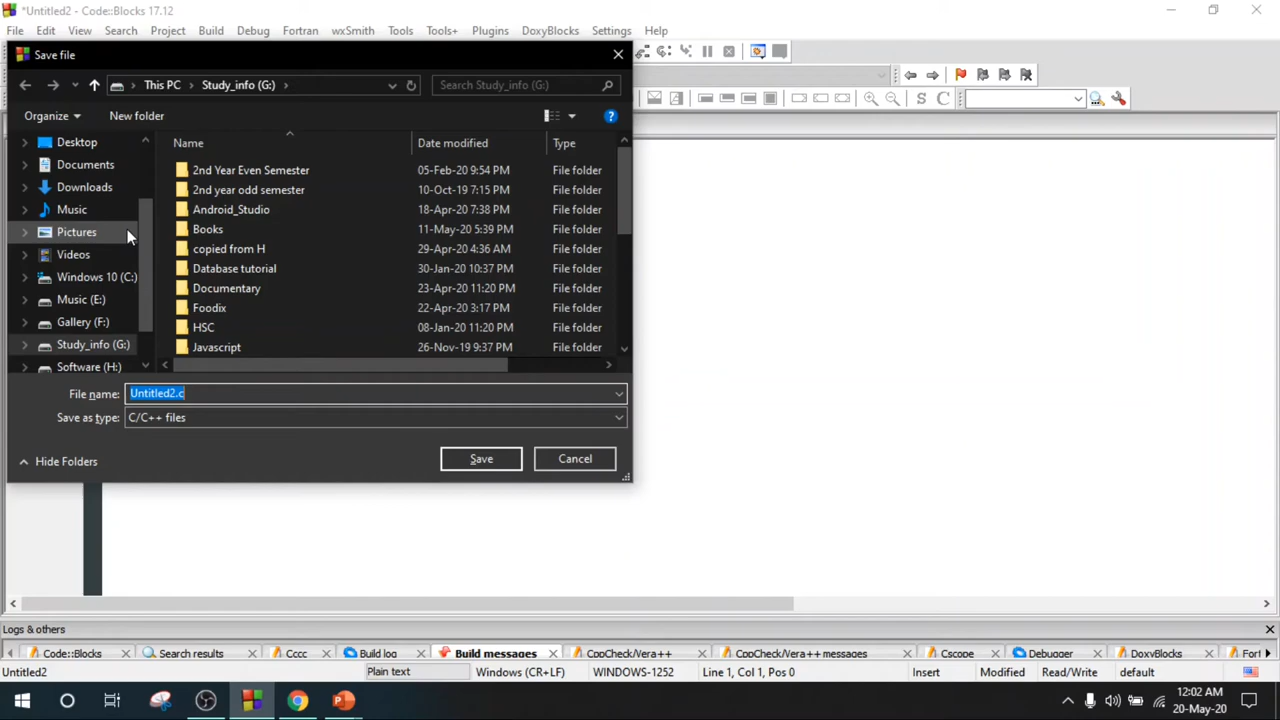 *Untitled2 - Code::Blocks 17.12
File Edit View Search Project Build Debug Fortran wxSmith Tools Tools+ Plugins DoxyBlocks Settings Help
Save file
This PC Study_info (G:) Search Study_info (G:)
Organize New folder
Name Date modified Type
Desktop
Documents
Downloads
Music
Pictures
Videos
Windows 10 (C:)
Music (E:)
Gallery (F:)
Study_info (G:)
Software (H:)
2nd Year Even Semester 05-Feb-20 9:54 PM File folder
2nd year odd semester 10-Oct-19 7:15 PM File folder
Android_Studio 18-Apr-20 7:38 PM File folder
Books 11-May-20 5:39 PM File folder
copied from H 29-Apr-20 4:36 AM File folder
Database tutorial 30-Jan-20 10:37 PM File folder
Documentary 23-Apr-20 11:20 PM File folder
Foodix 22-Apr-20 3:17 PM File folder
HSC 08-Jan-20 11:20 PM File folder
Javascript 26-Nov-19 9:37 PM File folder
File name: Untitled2.c
Save as type: C/C++ files
Hide Folders Save Cancel
S C
Logs & others
Code::Blocks Search results Cccc Build log Build messages CppCheck/Vera++ CppCheck/Vera++ messages Cscope Debugger DoxyBlocks Fort
Untitled2 Plain text Windows (CR+LF) WINDOWS-1252 Line 1, Col 1, Pos 0 Insert Modified Read/Write default
12:02 AM
20-May-20